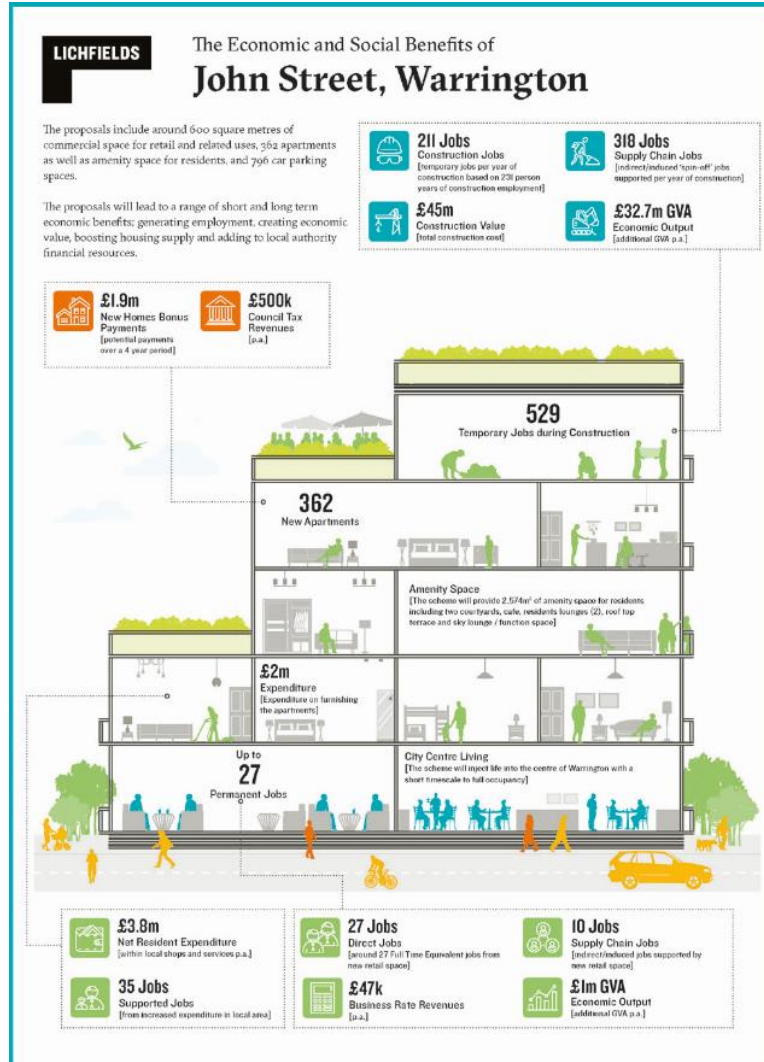 LICHFIELDS
The Economic and Social Benefits of
John Street, Warrington
The proposals include around 600 square metres of
commercial space for retail and related uses, 362 apartments
as well as amenity space for residents, and 796 car parking
spaces.
The proposals will lead to a range of short and long term
economic benefits; generating employment, creating economic
value, boosting housing supply and adding to local authority
financial resources.
211 Jobs
Construction Jobs
[temporary jobs per year of
construction based on 231 person
years of construction employment]
318 Jobs
Supply Chain Jobs
[indirect/induced 'spin-off' jobs
supported per year of construction]
£45m
Construction Value
[total construction cost]
£32.7m GVA
Economic Output
[additional GVA p.a.]
£1.9m
New Homes Bonus
Payments
[potential payments
over a 4 year period]
£500k
Council Tax
Revenues
[p.a.]
529
Temporary Jobs during Construction
362
New Apartments
Amenity Space
[The scheme will provide 2,574m² of amenity space for residents
including two courtyards, cafe, residents lounges (2), roof top
terrace and sky lounge / function space]
£2m
Expenditure
[Expenditure on furnishing
the apartments]
Up to
27
Permanent Jobs
City Centre Living
[The scheme will inject life into the centre of Warrington with a
short timescale to full occupancy]
£3.8m
Net Resident Expenditure
[within local shops and services p.a.]
35 Jobs
Supported Jobs
[from increased expenditure in local area]
27 Jobs
Direct Jobs
[around 27 Full Time Equivalent jobs from
new retail space]
£47k
Business Rate Revenues
[p.a.]
10 Jobs
Supply Chain Jobs
[indirect/induced jobs supported by
new retail space]
£1m GVA
Economic Output
[additional GVA p.a.]